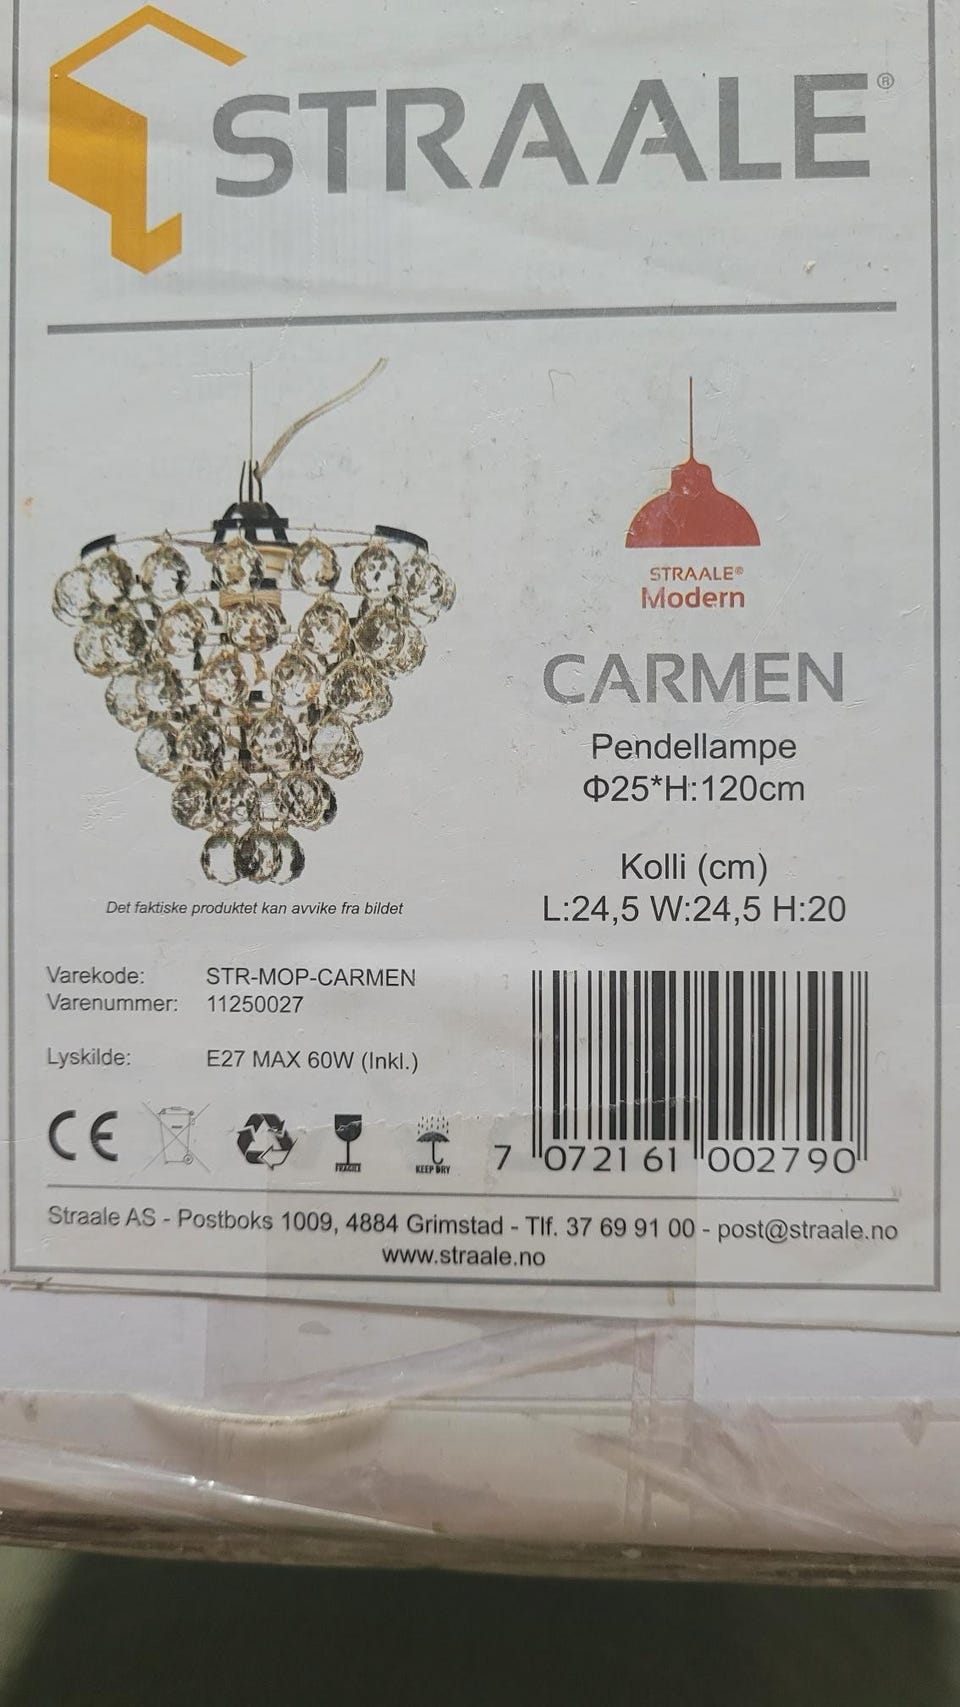 STRAALE®
STRAALE®
Modern
CARMEN
Pendellampe
Φ25*H:120cm
Kolli (cm)
L:24,5 W:24,5 H:20
Det faktiske produktet kan avvike fra bildet
Varekode: STR-MOP-CARMEN
Varenummer: 11250027
Lyskilde: E27 MAX 60W (Inkl.)
CE
FRAGILE
KEEP DRY
7 072161 002790
Straale AS - Postboks 1009, 4884 Grimstad - Tlf. 37 69 91 00 - post@straale.no
www.straale.no